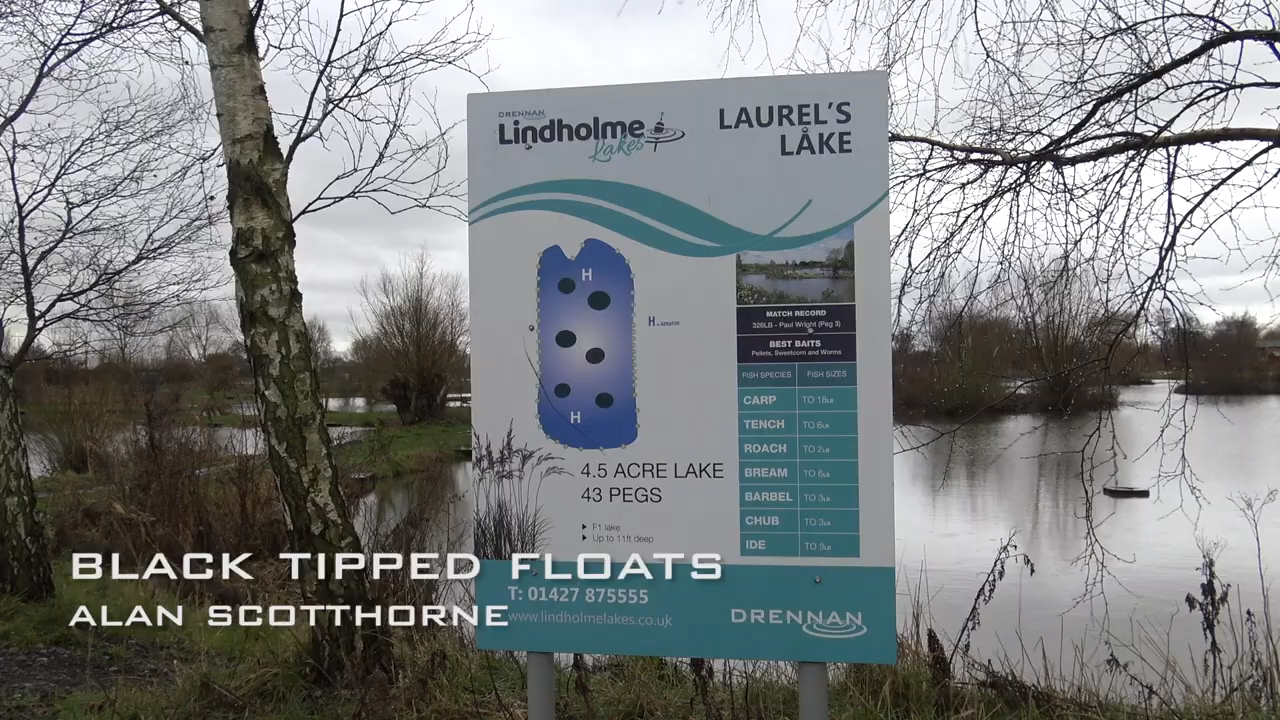 DRENNAN
Lindholme
Lakes
LAUREL'S
LAKE
H
H = AERATOR
H
MATCH RECORD
326LB - Paul Wright (Peg 3)
BEST BAITS
Pellets, Sweetcorn and Worms
FISH SPECIES FISH SIZES
CARP TO 18LB
TENCH TO 6LB
ROACH TO 2LB
BREAM TO 6LB
BARBEL TO 3LB
CHUB TO 3LB
IDE TO 3LB
4.5 ACRE LAKE
43 PEGS
F1 lake
Up to 11ft deep
BLACK TIPPED FLOATS
ALAN SCOTTHORNE
T: 01427 875555
www.lindholmelakes.co.uk
DRENNAN